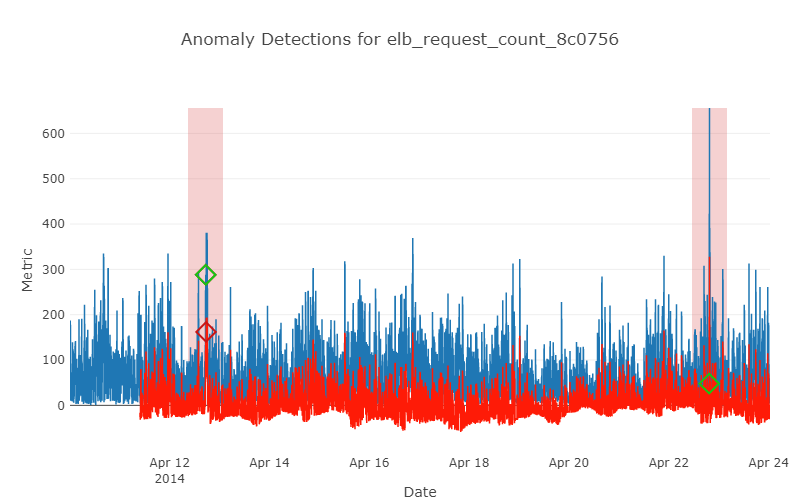 Anomaly Detections for elb_request_count_8c0756
600
500
400
300
200
100
0
Metric
Apr 12
2014
Apr 14
Apr 16
Apr 18
Apr 20
Apr 22
Apr 24
Date